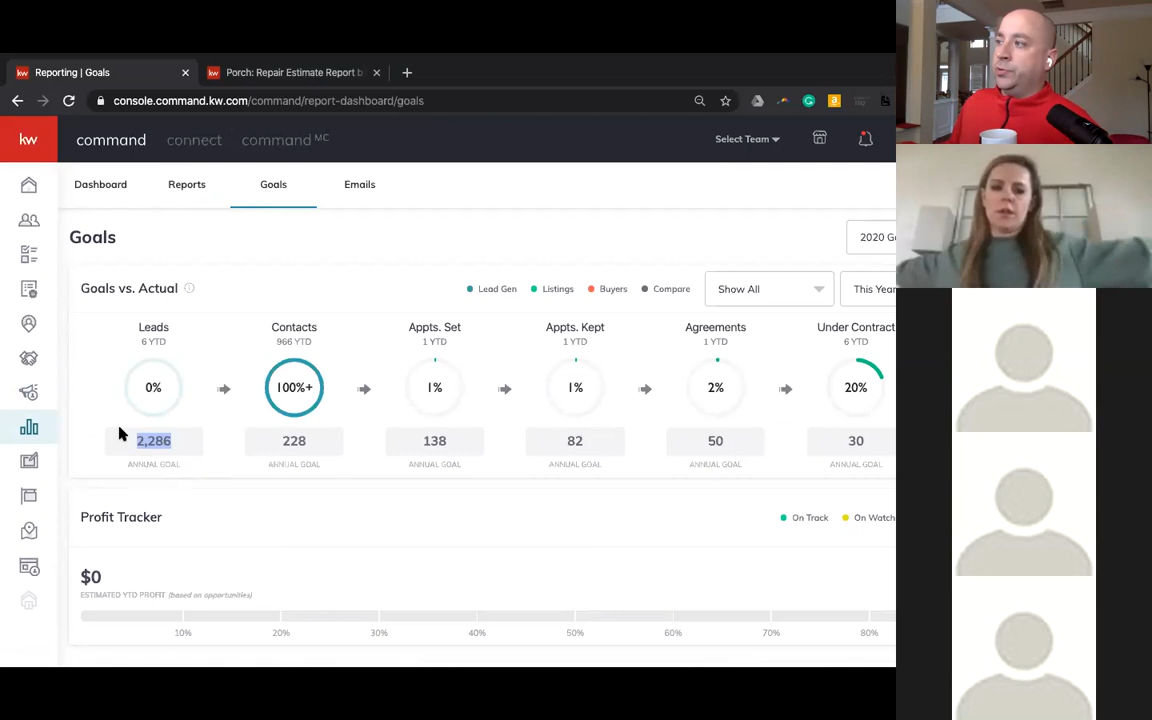 kw Reporting | Goals × kw Porch: Repair Estimate Report b × +
console.command.kw.com/command/report-dashboard/goals
kw command connect command MC Select Team
Dashboard Reports Goals Emails
Goals 2020 Go
Goals vs. Actual Lead Gen Listings Buyers Compare Show All This Year
Leads Contacts Appts. Set Appts. Kept Agreements Under Contract
6 YTD 966 YTD 1 YTD 1 YTD 1 YTD 6 YTD
0% 100%+ 1% 1% 2% 20%
2,286 228 138 82 50 30
ANNUAL GOAL ANNUAL GOAL ANNUAL GOAL ANNUAL GOAL ANNUAL GOAL ANNUAL GOAL
Profit Tracker On Track On Watch
$0
ESTIMATED YTD PROFIT (based on opportunities)
10% 20% 30% 40% 50% 60% 70% 80%